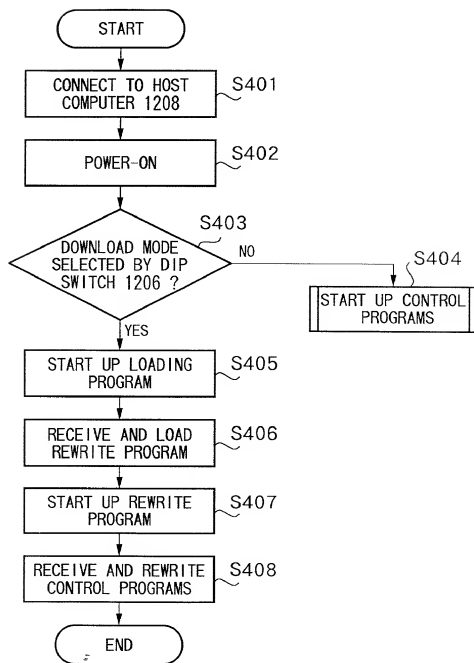 START
CONNECT TO HOST
COMPUTER 1208
S401
POWER-ON
S402
DOWNLOAD MODE
SELECTED BY DIP
SWITCH 1206 ?
S403
NO
YES
START UP CONTROL
PROGRAMS
S404
START UP LOADING
PROGRAM
S405
RECEIVE AND LOAD
REWRITE PROGRAM
S406
START UP REWRITE
PROGRAM
S407
RECEIVE AND REWRITE
CONTROL PROGRAMS
S408
END